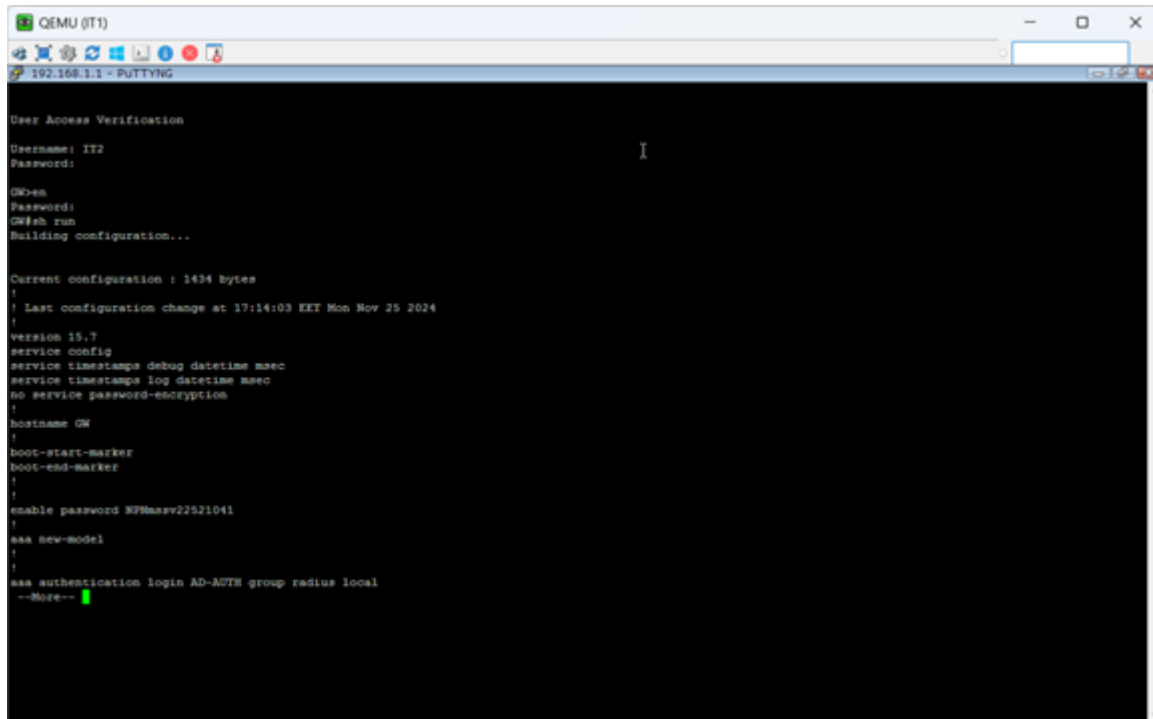 QEMU (IT1)
192.168.1.1 - PuTTYNG
User Access Verification
Username: IT2
Password:
GW>en
Password:
GW#sh run
Building configuration...
Current configuration : 1434 bytes
!
! Last configuration change at 17:14:03 EET Mon Nov 25 2024
!
version 15.7
service config
service timestamps debug datetime msec
service timestamps log datetime msec
no service password-encryption
!
hostname GW
!
boot-start-marker
boot-end-marker
!
!
enable password NPNmssv22521041
!
aaa new-model
!
!
aaa authentication login AD-AUTH group radius local
--More--